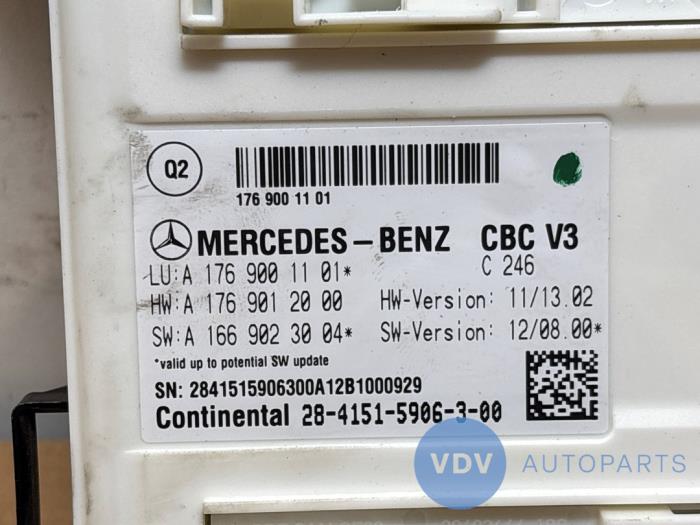 Q2
176 900 11 01
MERCEDES-BENZ CBC V3
LU:A 176 900 11 01* C 246
HW:A 176 901 20 00 HW-Version: 11/13.02
SW:A 166 902 30 04* SW-Version: 12/08.00*
*valid up to potential SW update
SN: 2841515906300A12B1000929
Continental 28-4151-5906-3-00
VDV AUTOPARTS